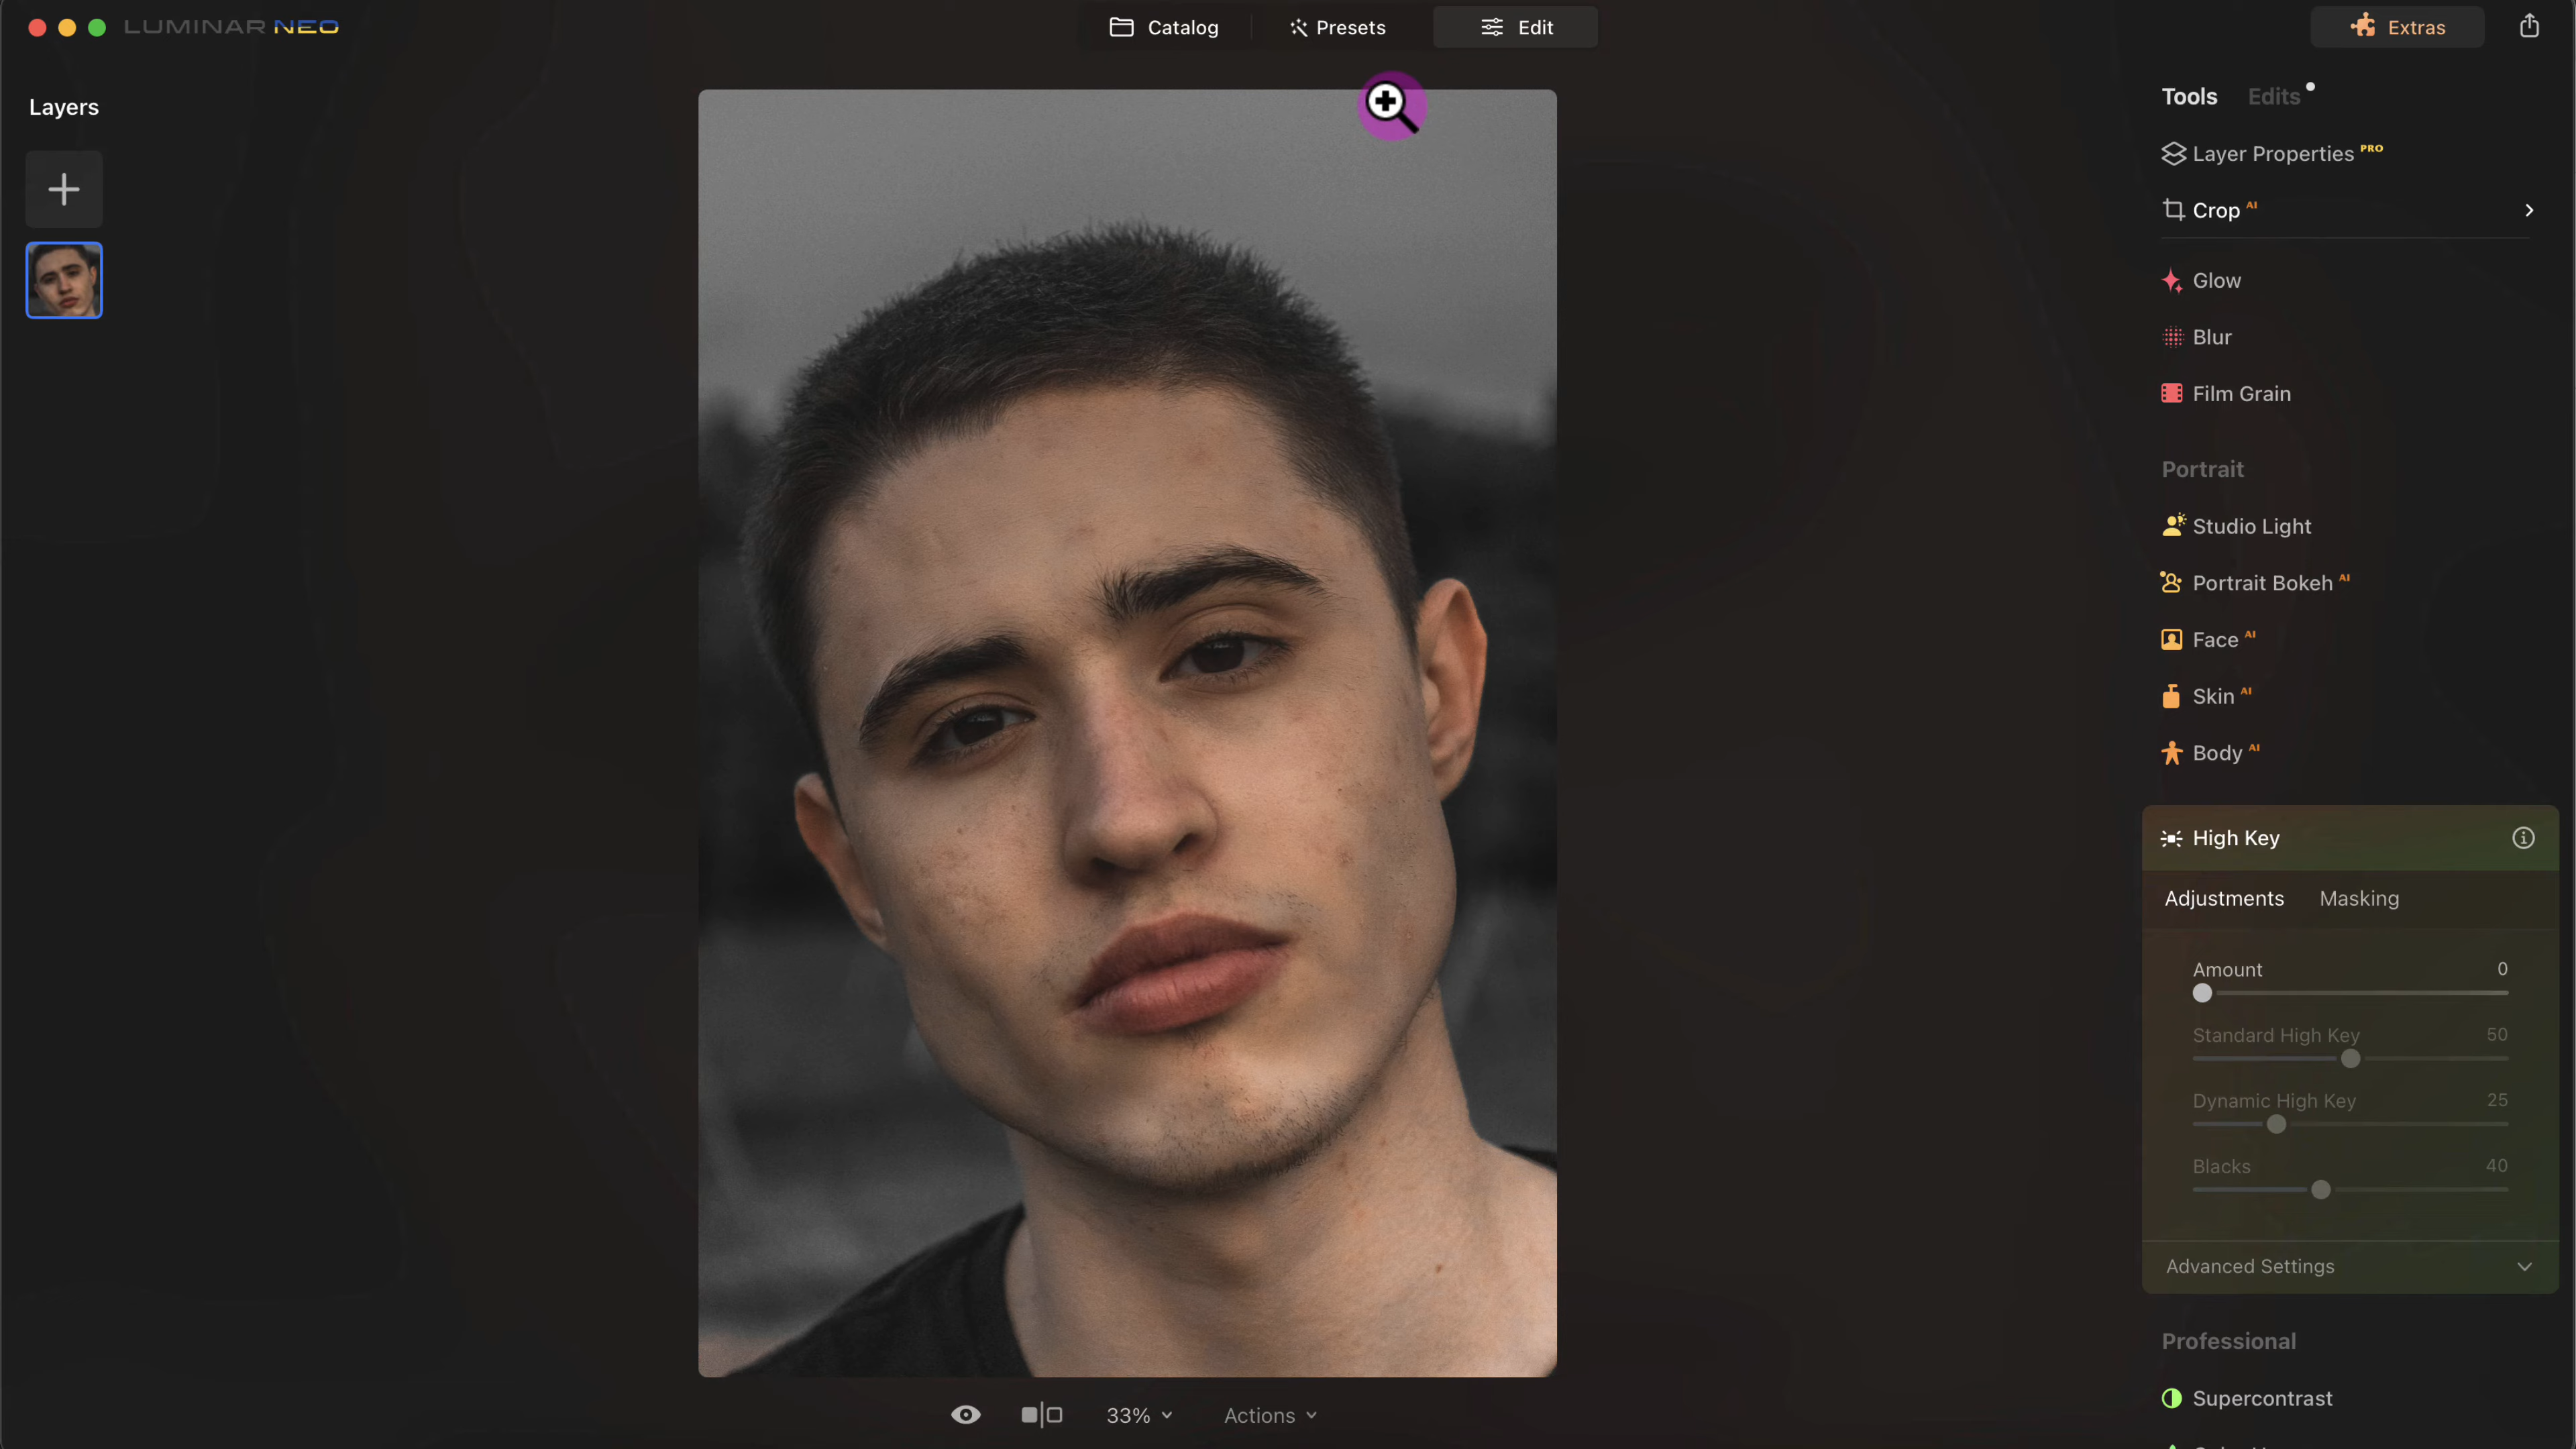 LUMINAR NEO
Catalog
Presets
Edit
Extras
Layers
Tools Edits
Layer Properties PRO
Crop AI
Glow
Blur
Film Grain
Portrait
Studio Light
Portrait Bokeh AI
Face AI
Skin AI
Body AI
High Key
Adjustments Masking
Amount 0
Standard High Key 50
Dynamic High Key 25
Blacks 40
Advanced Settings
Professional
Supercontrast
33% Actions